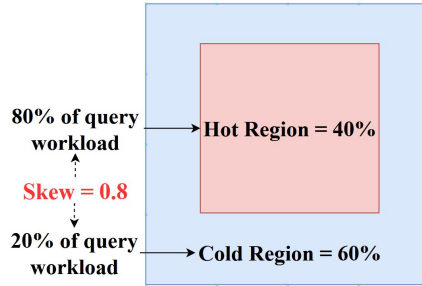 80% of query
workload
Hot Region = 40%
Skew = 0.8
20% of query
workload
Cold Region = 60%